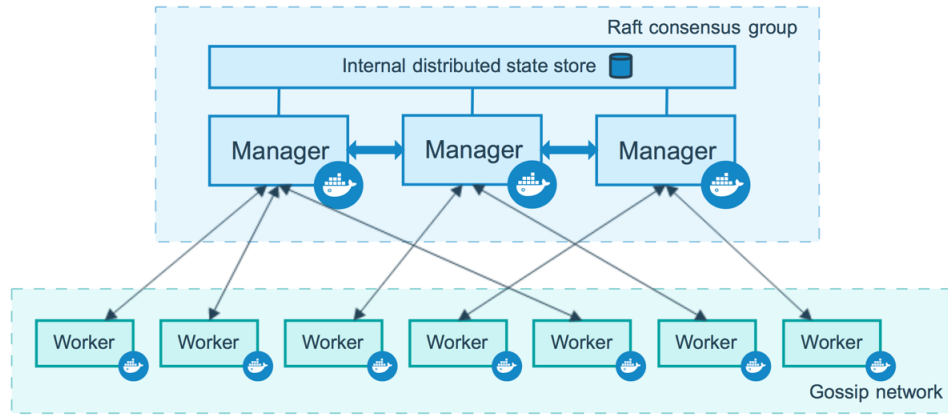 Raft consensus group
Internal distributed state store
Manager
Manager
Manager
Worker
Worker
Worker
Worker
Worker
Worker
Worker
Gossip network